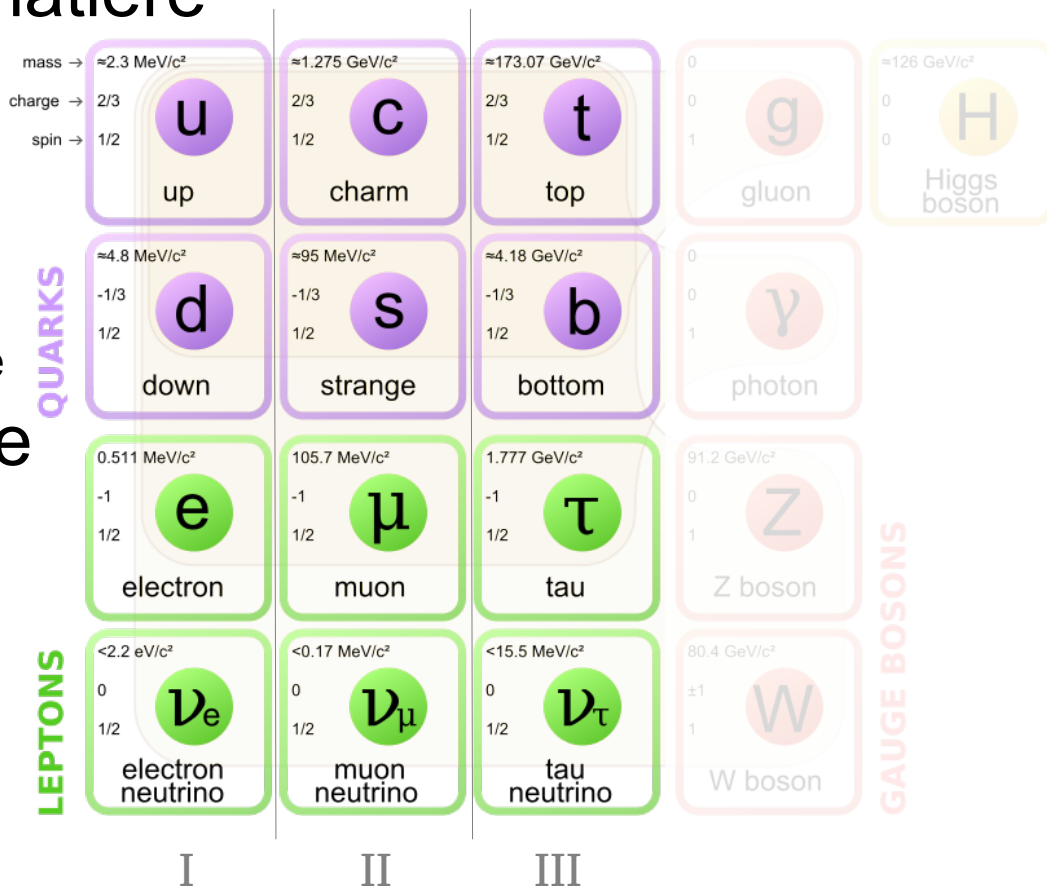 matière
mass → ≈2.3 MeV/c² ≈1.275 GeV/c² ≈173.07 GeV/c² 0 ≈126 GeV/c²
charge → 2/3 2/3 2/3 0 0
spin → 1/2 1/2 1/2 1 0
u c t g H
up charm top gluon Higgs boson
QUARKS
≈4.8 MeV/c² ≈95 MeV/c² ≈4.18 GeV/c² 0
-1/3 -1/3 -1/3 0
1/2 1/2 1/2 1
d s b γ
down strange bottom photon
e
e
0.511 MeV/c² 105.7 MeV/c² 1.777 GeV/c² 91.2 GeV/c²
-1 -1 -1 0
1/2 1/2 1/2 1
e μ τ Z
electron muon tau Z boson
LEPTONS
<2.2 eV/c² <0.17 MeV/c² <15.5 MeV/c² 80.4 GeV/c²
0 0 0 ±1
1/2 1/2 1/2 1
νe νμ ντ W
electron muon tau W boson
neutrino neutrino neutrino
GAUGE BOSONS
I II III